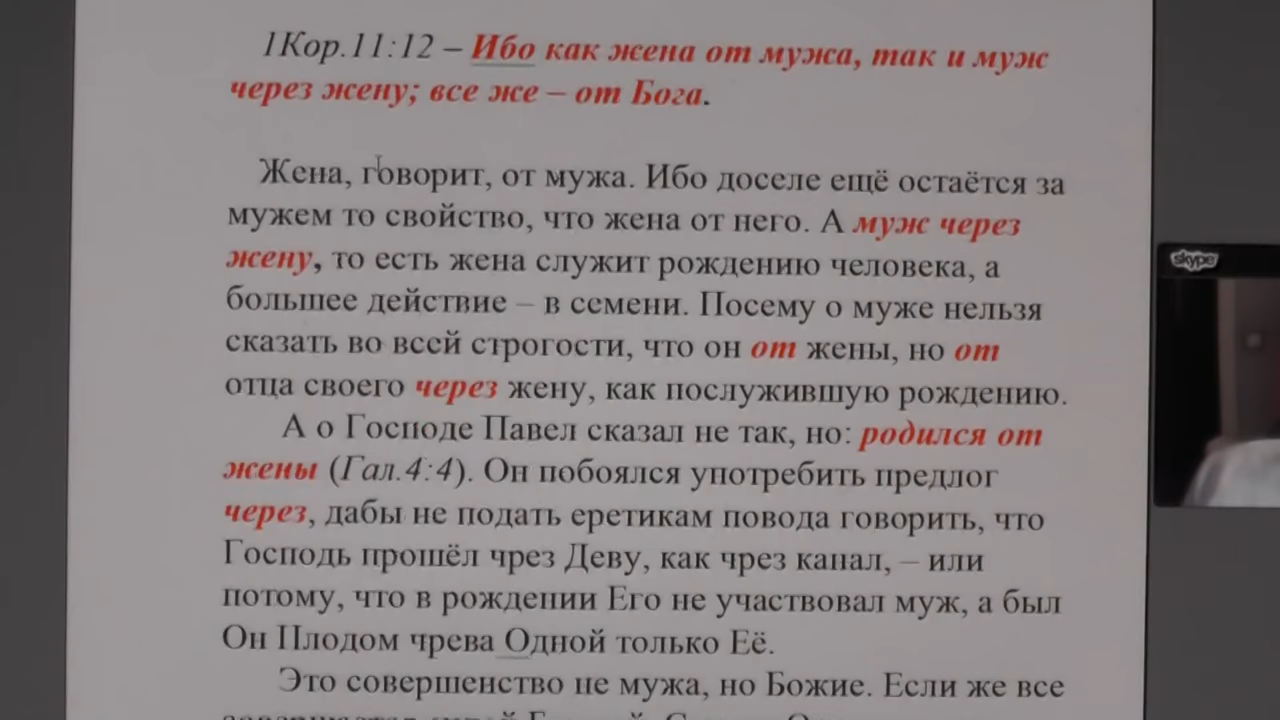 1Кор.11:12 – Ибо как жена от мужа, так и муж
через жену; все же – от Бога.
Жена, говорит, от мужа. Ибо доселе ещё остаётся за
мужем то свойство, что жена от него. А муж через
жену, то есть жена служит рождению человека, а
большее действие – в семени. Посему о муже нельзя
сказать во всей строгости, что он от жены, но от
отца своего через жену, как послужившую рождению.
А о Господе Павел сказал не так, но: родился от
жены (Гал.4:4). Он побоялся употребить предлог
через, дабы не подать еретикам повода говорить, что
Господь прошёл чрез Деву, как чрез канал, – или
потому, что в рождении Его не участвовал муж, а был
Он Плодом чрева Одной только Её.
Это совершенство не мужа, но Божие. Если же все
skype